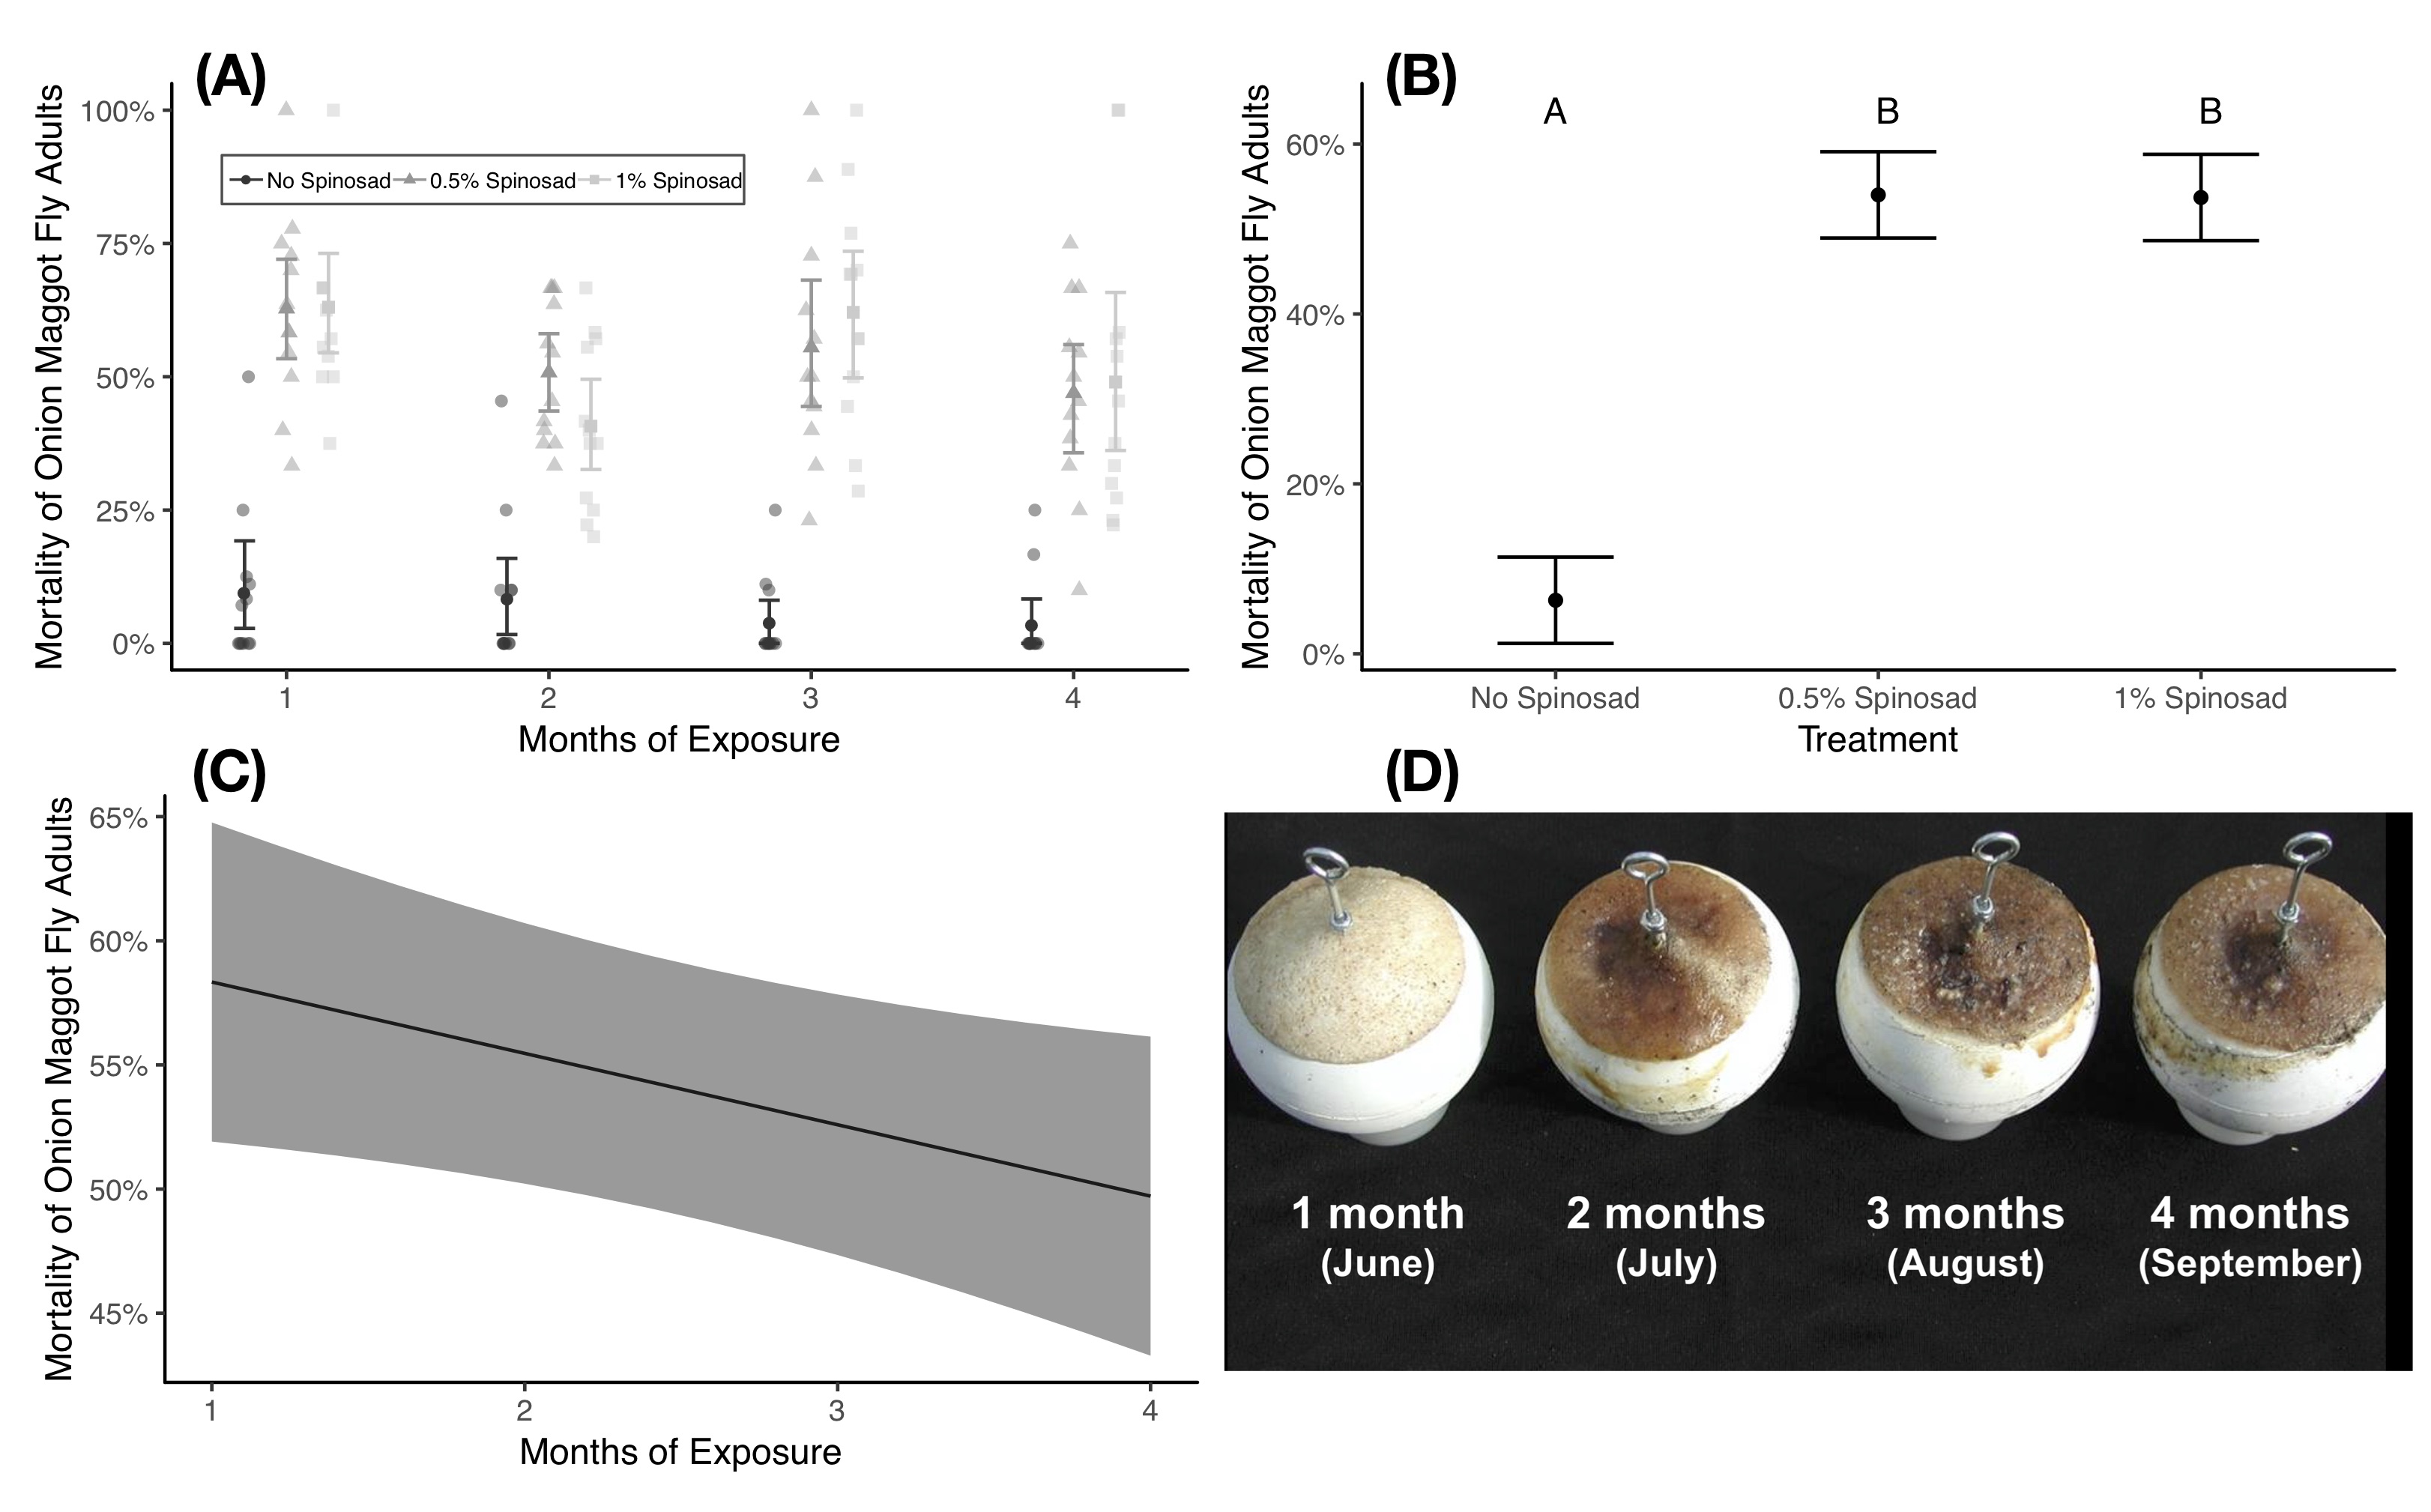 (A)
Mortality of Onion Maggot Fly Adults
100%
75%
50%
25%
0%
No Spinosad 0.5% Spinosad 1% Spinosad
1 2 3 4
Months of Exposure
(B)
Mortality of Onion Maggot Fly Adults
60%
40%
20%
0%
A B B
No Spinosad 0.5% Spinosad 1% Spinosad
Treatment
(C)
Mortality of Onion Maggot Fly Adults
65%
60%
55%
50%
45%
1 2 3 4
Months of Exposure
(D)
1 month
(June)
2 months
(July)
3 months
(August)
4 months
(September)